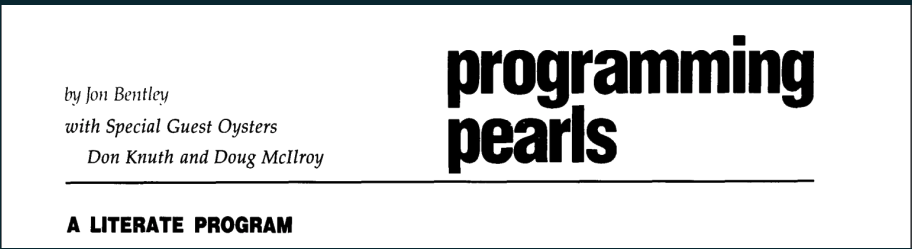 by Jon Bentley
with Special Guest Oysters
Don Knuth and Doug McIlroy
programming
pearls
A LITERATE PROGRAM